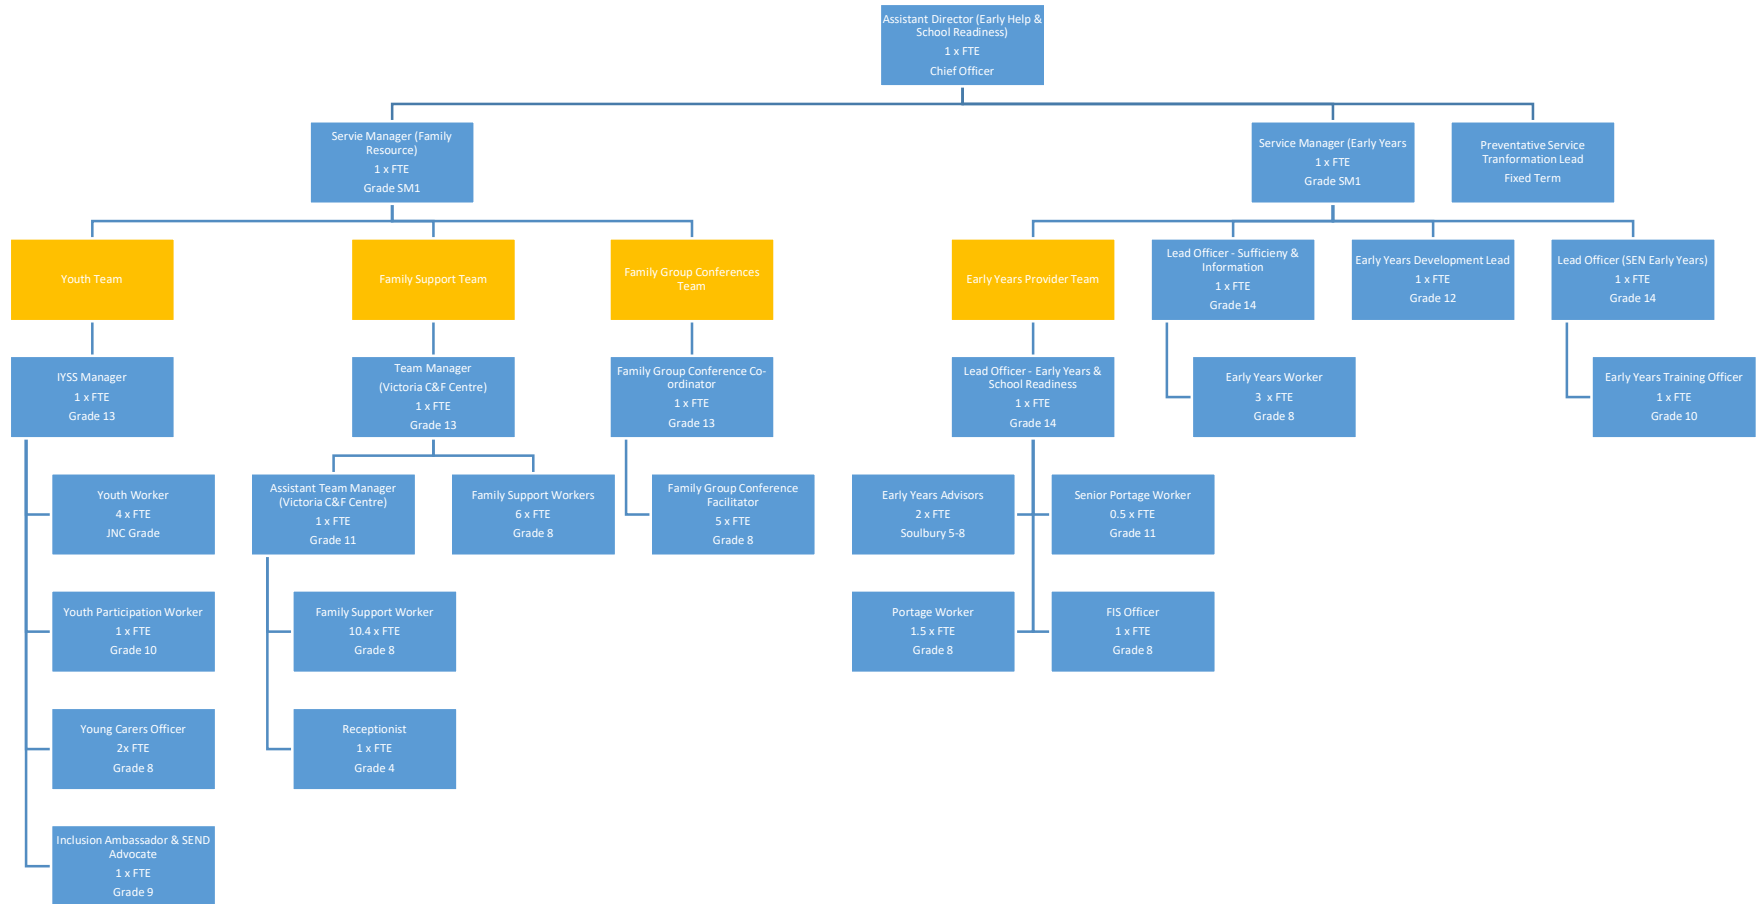 Assistant Director (Early Help &
School Readiness)
1 x FTE
Chief Officer
Servie Manager (Family
Resource)
1 x FTE
Grade SM1
Service Manager (Early Years
1 x FTE
Grade SM1
Preventative Service
Tranformation Lead
Fixed Term
Youth Team
Family Support Team
Family Group Conferences
Team
Early Years Provider Team
Lead Officer - Sufficieny &
Information
1 x FTE
Grade 14
Early Years Development Lead
1 x FTE
Grade 12
Lead Officer (SEN Early Years)
1 x FTE
Grade 14
IYSS Manager
1 x FTE
Grade 13
Team Manager
(Victoria C&F Centre)
1 x FTE
Grade 13
Family Group Conference Co-
ordinator
1 x FTE
Grade 13
Lead Officer - Early Years &
School Readiness
1 x FTE
Grade 14
Early Years Worker
3 x FTE
Grade 8
Early Years Training Officer
1 x FTE
Grade 10
Youth Worker
4 x FTE
JNC Grade
Assistant Team Manager
(Victoria C&F Centre)
1 x FTE
Grade 11
Family Support Workers
6 x FTE
Grade 8
Family Group Conference
Facilitator
5 x FTE
Grade 8
Early Years Advisors
2 x FTE
Soulbury 5-8
Senior Portage Worker
0.5 x FTE
Grade 11
Youth Participation Worker
1 x FTE
Grade 10
Family Support Worker
10.4 x FTE
Grade 8
Portage Worker
1.5 x FTE
Grade 8
FIS Officer
1 x FTE
Grade 8
Young Carers Officer
2x FTE
Grade 8
Receptionist
1 x FTE
Grade 4
Inclusion Ambassador & SEND
Advocate
1 x FTE
Grade 9